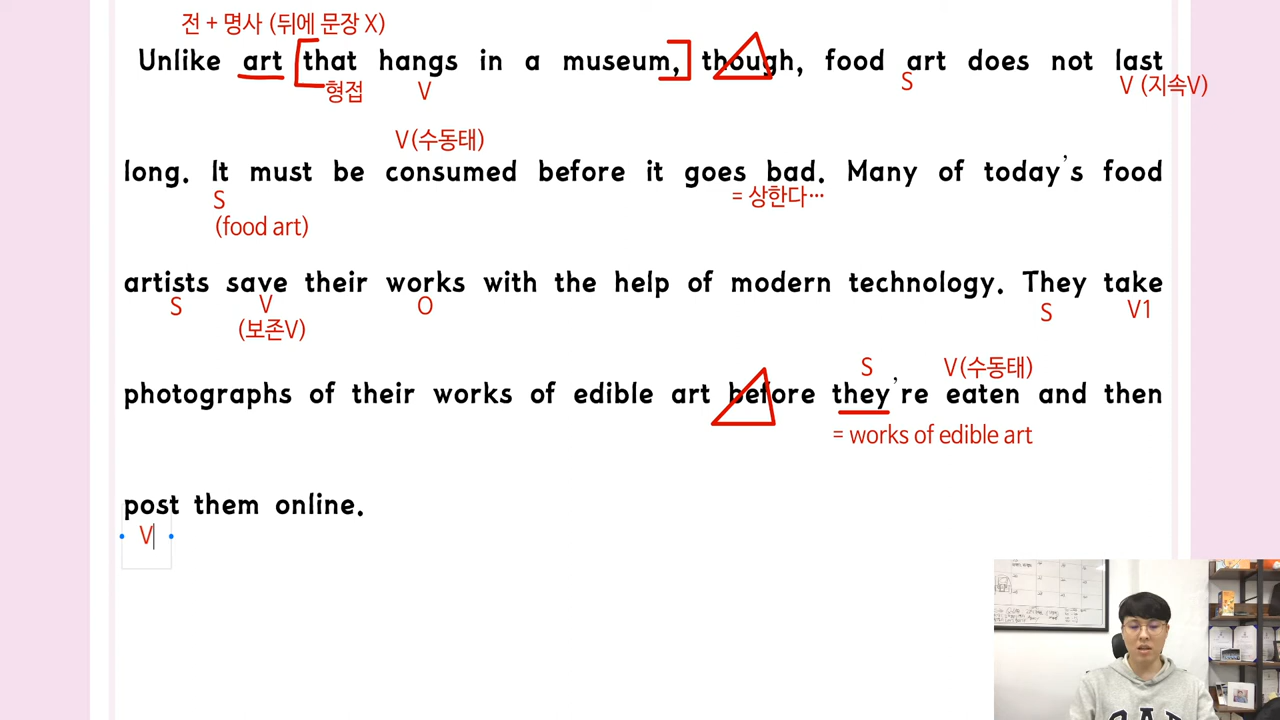 전 + 명사 (뒤에 문장 X)
Unlike art that hangs in a museum, though, food art does not last
형접 V S V (지속V)
V(수동태)
long. It must be consumed before it goes bad. Many of today's food
S = 상한다…
(food art)
artists save their works with the help of modern technology. They take
S V O S V1
(보존V)
S V(수동태)
photographs of their works of edible art before they're eaten and then
= works of edible art
post them online.
V